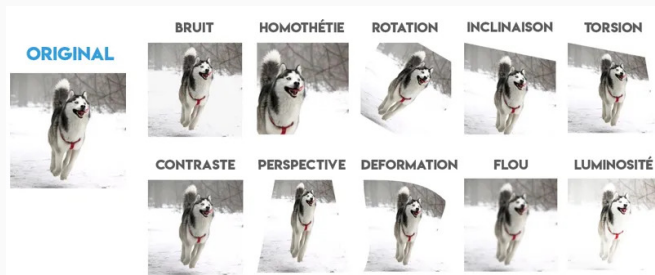 BRUIT HOMOTHÉTIE ROTATION INCLINAISON TORSION
ORIGINAL
CONTRASTE PERSPECTIVE DEFORMATION FLOU LUMINOSITÉ